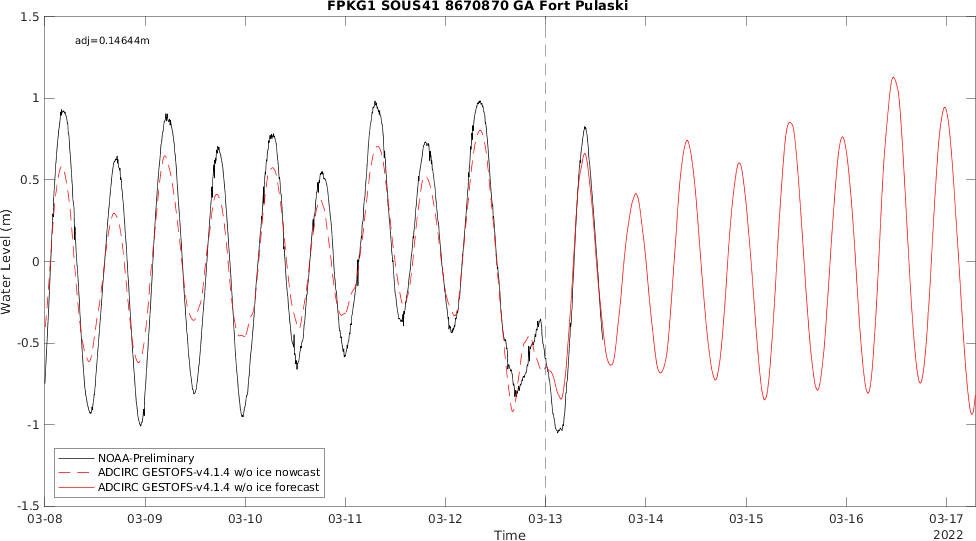 FPKG1 SOUS41 8670870 GA Fort Pulaski
adj=0.14644m
Water Level (m)
1.5
1
0.5
0
-0.5
-1
-1.5
NOAA-Preliminary
ADCIRC GESTOFS-v4.1.4 w/o ice nowcast
ADCIRC GESTOFS-v4.1.4 w/o ice forecast
03-08 03-09 03-10 03-11 03-12 03-13 03-14 03-15 03-16 03-17
Time
2022